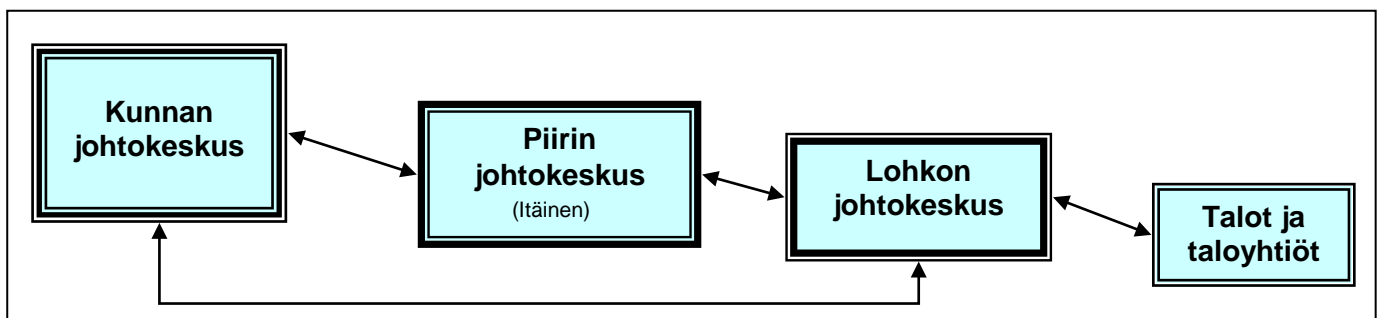 Kunnan
johtokeskus
Piirin
johtokeskus
(Itäinen)
Lohkon
johtokeskus
Talot ja
taloyhtiöt